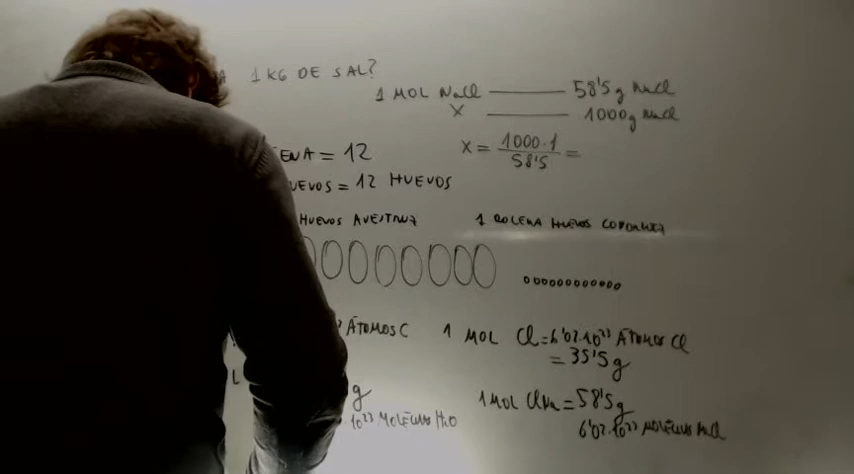 1 KG DE SAL?
1 MOL NaCl ——— 58'5 g NaCl
X ——— 1000 g NaCl
X = 1000·1 / 58'5 =
ENA = 12
UEVOS = 12 HUEVOS
HUEVOS AVESTRUZ
1 DOCENA HUEVOS CODORNIZ
ÁTOMOS C
1 MOL Cl = 6'02·10²³ ÁTOMOS Cl
= 35'5 g
L
g
1 MOL ClNa = 58'5 g
·10²³ MOLÉCULAS H₂O
6'02·10²³ MOLÉCULAS NaCl